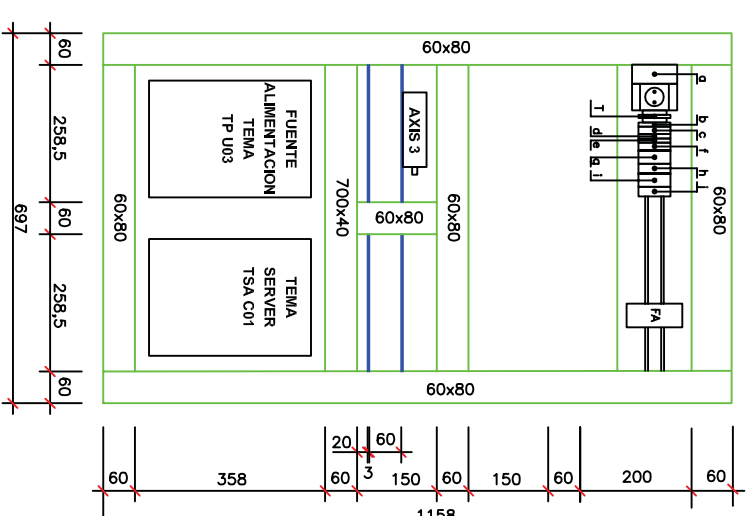 60x80
60
258,5
60
258,5
60
697
FUENTE
ALIMENTACION
TEMA
TP U03
TEMA
SERVER
TSA C01
60x80
700x40
AXIS 3
60x80
60x80
60x80
60x80
a
T
b
c
d
e
f
g
h
i
j
FA
20
60
3
60
358
60
150
60
150
60
200
60
1158